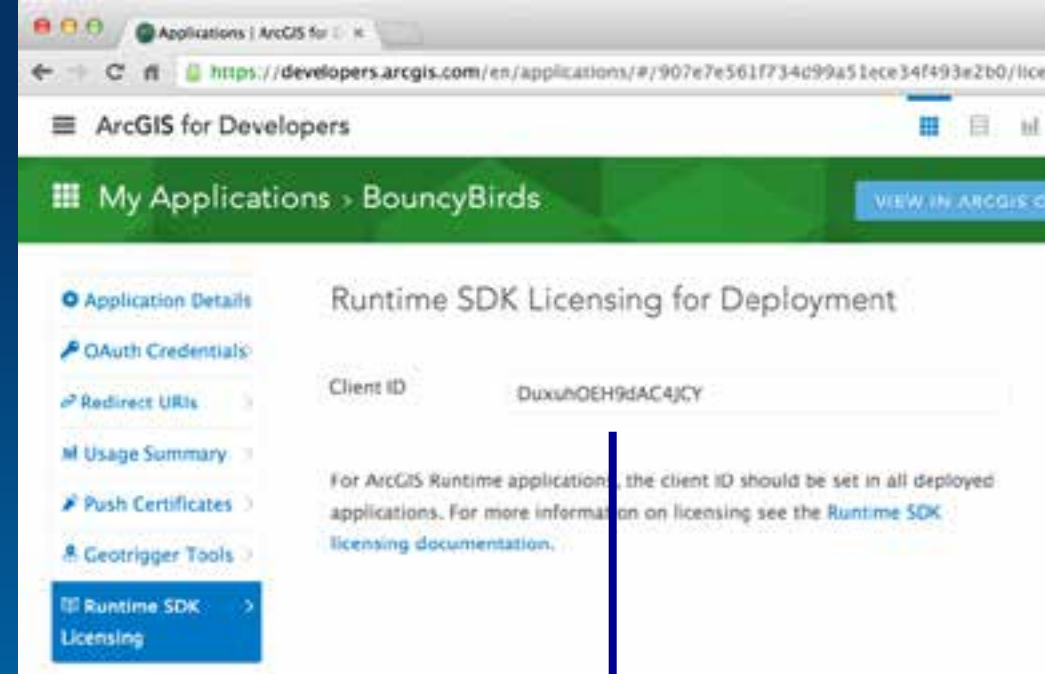 Applications | ArcGIS for
https://developers.arcgis.com/en/applications/#/907e7e561f734c99a51ece34f493e2b0/lice
ArcGIS for Developers
My Applications › BouncyBirds
VIEW IN ARCGIS
Application Details
OAuth Credentials
Redirect URIs
Usage Summary
Push Certificates
Geotrigger Tools
Runtime SDK
Licensing
Runtime SDK Licensing for Deployment
Client ID
DuxuhOEH9dAC4JCY
For ArcGIS Runtime applications, the client ID should be set in all deployed
applications. For more information on licensing see the Runtime SDK
licensing documentation.